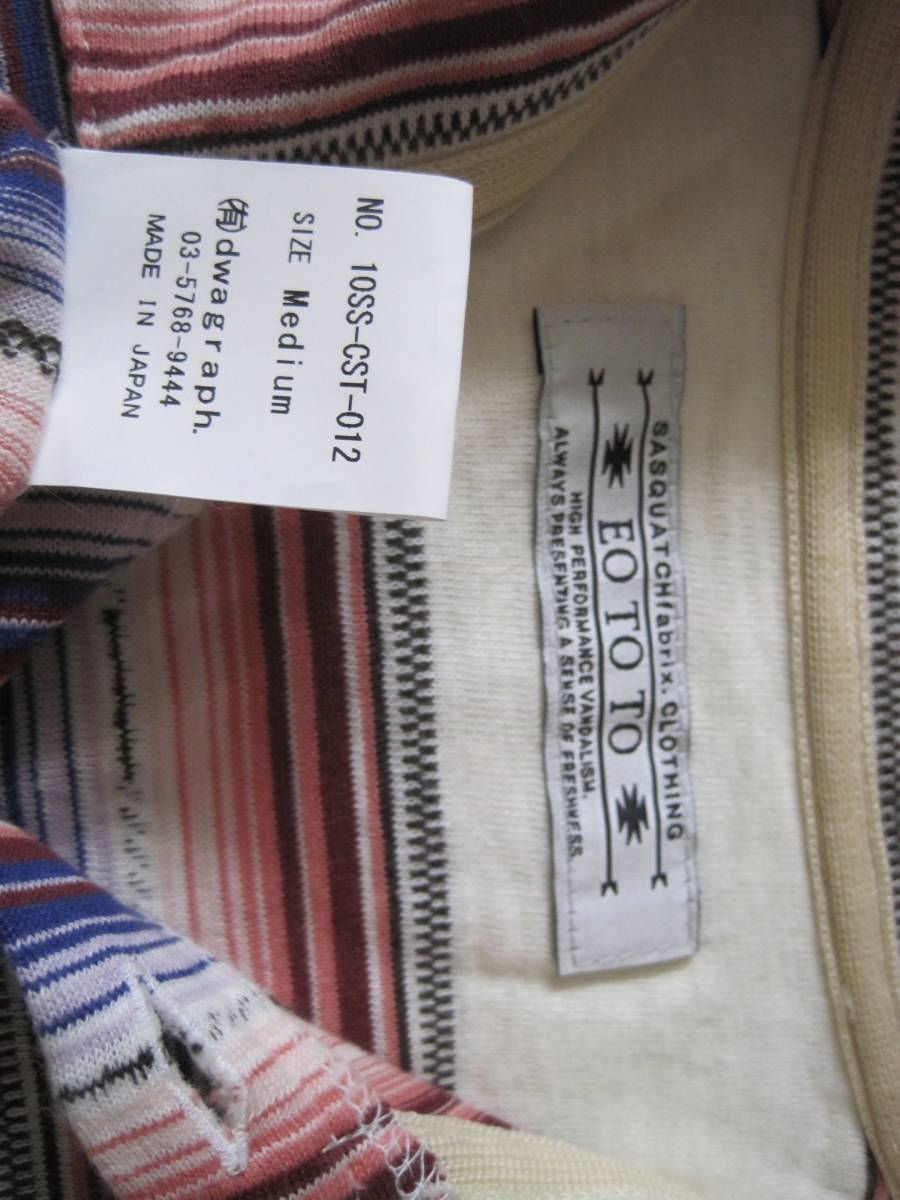 NO. 10SS-CST-012
SIZE Medium
㈲dwagraph.
03-5768-9444
MADE IN JAPAN
SASQUATCHfabrix. CLOTHING
EO TO TO
HIGH PERFORMANCE VANDALISM.
ALWAYS PRESENTING A SENSE OF FRESHNESS.